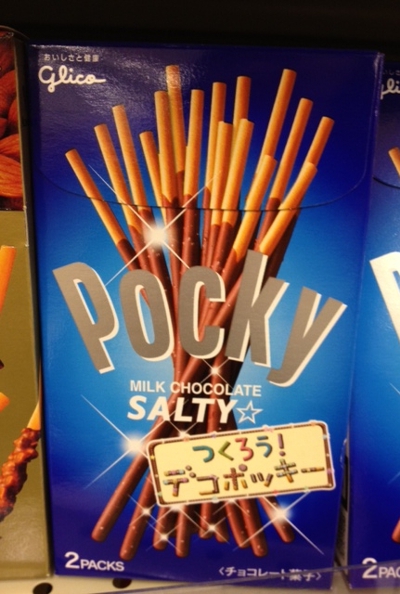 おいしさと健康
glico
Pocky
MILK CHOCOLATE
SALTY☆
つくろう!
デコポッキー
2PACKS
〈チョコレート菓子〉
2PA